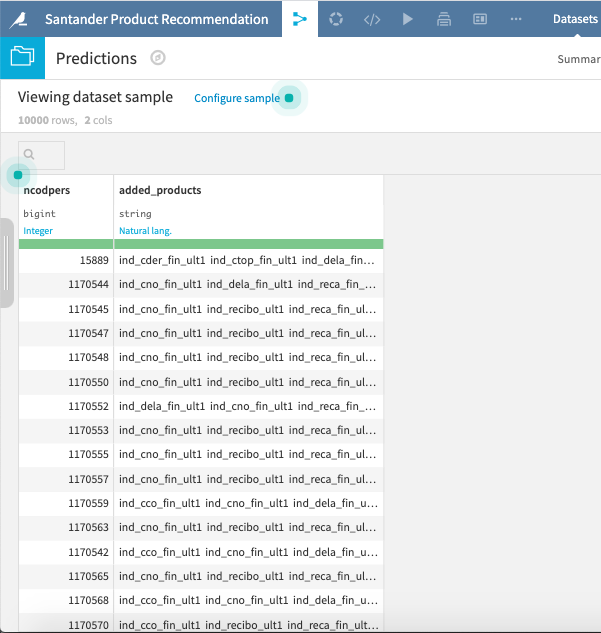 Santander Product Recommendation
Datasets
Predictions
Summar
Viewing dataset sample Configure sample
10000 rows, 2 cols
ncodpers added_products
bigint string
Integer Natural lang.
15889 ind_cder_fin_ult1 ind_ctop_fin_ult1 ind_dela_fin…
1170544 ind_cno_fin_ult1 ind_dela_fin_ult1 ind_reca_fin_…
1170545 ind_cno_fin_ult1 ind_recibo_ult1 ind_reca_fin_ul…
1170547 ind_cno_fin_ult1 ind_recibo_ult1 ind_reca_fin_ul…
1170548 ind_cno_fin_ult1 ind_recibo_ult1 ind_reca_fin_ul…
1170550 ind_cno_fin_ult1 ind_recibo_ult1 ind_reca_fin_ul…
1170552 ind_dela_fin_ult1 ind_cno_fin_ult1 ind_reca_fin_…
1170553 ind_cno_fin_ult1 ind_recibo_ult1 ind_reca_fin_ul…
1170555 ind_cno_fin_ult1 ind_recibo_ult1 ind_reca_fin_ul…
1170557 ind_cno_fin_ult1 ind_recibo_ult1 ind_reca_fin_ul…
1170559 ind_cco_fin_ult1 ind_cno_fin_ult1 ind_dela_fin_u…
1170563 ind_cno_fin_ult1 ind_recibo_ult1 ind_reca_fin_ul…
1170542 ind_cco_fin_ult1 ind_cno_fin_ult1 ind_dela_fin_u…
1170565 ind_cno_fin_ult1 ind_recibo_ult1 ind_reca_fin_ul…
1170568 ind_cco_fin_ult1 ind_cno_fin_ult1 ind_dela_fin_u…
1170570 ind_cco_fin_ult1 ind_recibo_ult1 ind_reca_fin_ult…